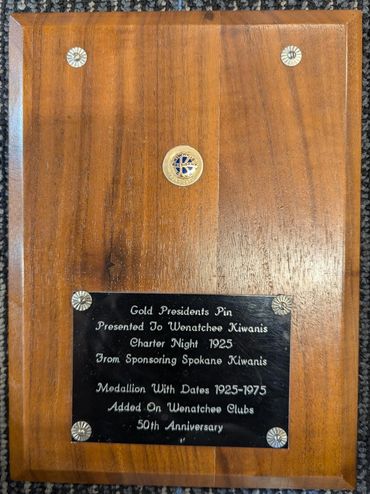 Gold Presidents Pin
Presented To Wenatchee Kiwanis
Charter Night 1925
From Sponsoring Spokane Kiwanis
Medallion With Dates 1925-1975
Added On Wenatchee Clubs
50th Anniversary